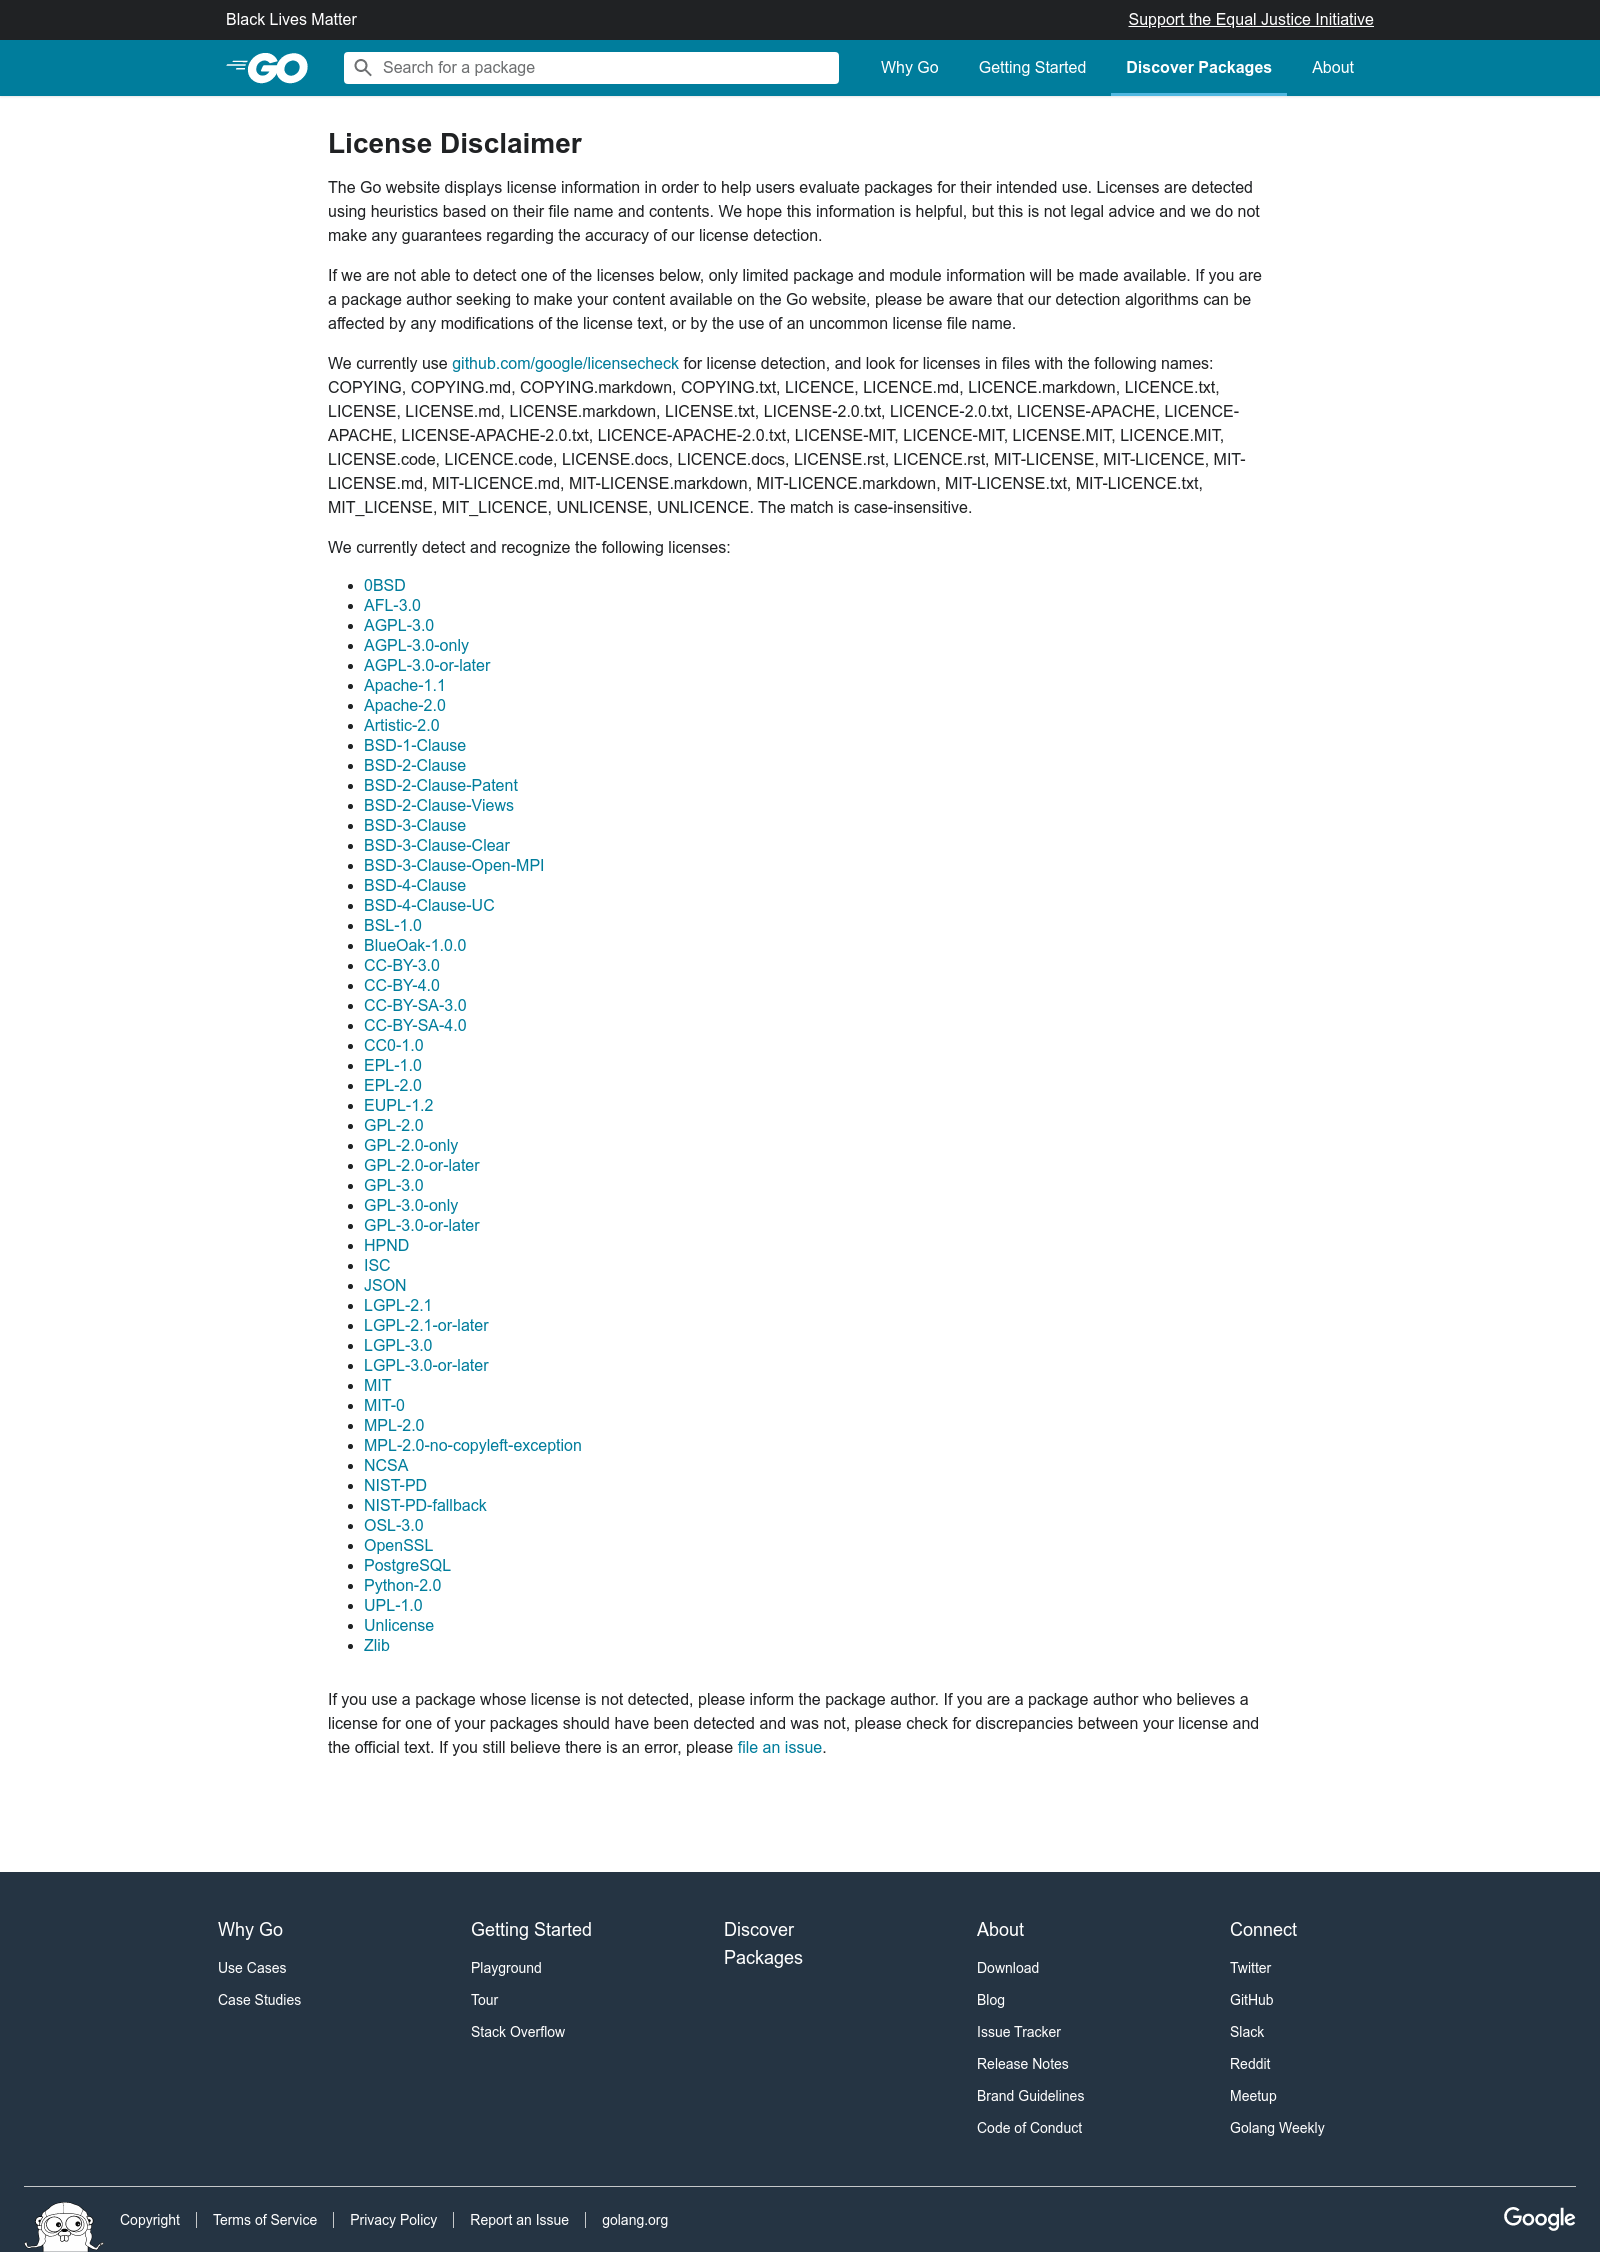 Black Lives Matter
Support the Equal Justice Initiative
GO
Search for a package
Why Go
Getting Started
Discover Packages
About
License Disclaimer
The Go website displays license information in order to help users evaluate packages for their intended use. Licenses are detected
using heuristics based on their file name and contents. We hope this information is helpful, but this is not legal advice and we do not
make any guarantees regarding the accuracy of our license detection.
If we are not able to detect one of the licenses below, only limited package and module information will be made available. If you are
a package author seeking to make your content available on the Go website, please be aware that our detection algorithms can be
affected by any modifications of the license text, or by the use of an uncommon license file name.
We currently use github.com/google/licensecheck for license detection, and look for licenses in files with the following names:
COPYING, COPYING.md, COPYING.markdown, COPYING.txt, LICENCE, LICENCE.md, LICENCE.markdown, LICENCE.txt,
LICENSE, LICENSE.md, LICENSE.markdown, LICENSE.txt, LICENSE-2.0.txt, LICENCE-2.0.txt, LICENSE-APACHE, LICENCE-
APACHE, LICENSE-APACHE-2.0.txt, LICENCE-APACHE-2.0.txt, LICENSE-MIT, LICENCE-MIT, LICENSE.MIT, LICENCE.MIT,
LICENSE.code, LICENCE.code, LICENSE.docs, LICENCE.docs, LICENSE.rst, LICENCE.rst, MIT-LICENSE, MIT-LICENCE, MIT-
LICENSE.md, MIT-LICENCE.md, MIT-LICENSE.markdown, MIT-LICENCE.markdown, MIT-LICENSE.txt, MIT-LICENCE.txt,
MIT_LICENSE, MIT_LICENCE, UNLICENSE, UNLICENCE. The match is case-insensitive.
We currently detect and recognize the following licenses:
0BSD
AFL-3.0
AGPL-3.0
AGPL-3.0-only
AGPL-3.0-or-later
Apache-1.1
Apache-2.0
Artistic-2.0
BSD-1-Clause
BSD-2-Clause
BSD-2-Clause-Patent
BSD-2-Clause-Views
BSD-3-Clause
BSD-3-Clause-Clear
BSD-3-Clause-Open-MPI
BSD-4-Clause
BSD-4-Clause-UC
BSL-1.0
BlueOak-1.0.0
CC-BY-3.0
CC-BY-4.0
CC-BY-SA-3.0
CC-BY-SA-4.0
CC0-1.0
EPL-1.0
EPL-2.0
EUPL-1.2
GPL-2.0
GPL-2.0-only
GPL-2.0-or-later
GPL-3.0
GPL-3.0-only
GPL-3.0-or-later
HPND
ISC
JSON
LGPL-2.1
LGPL-2.1-or-later
LGPL-3.0
LGPL-3.0-or-later
MIT
MIT-0
MPL-2.0
MPL-2.0-no-copyleft-exception
NCSA
NIST-PD
NIST-PD-fallback
OSL-3.0
OpenSSL
PostgreSQL
Python-2.0
UPL-1.0
Unlicense
Zlib
If you use a package whose license is not detected, please inform the package author. If you are a package author who believes a
license for one of your packages should have been detected and was not, please check for discrepancies between your license and
the official text. If you still believe there is an error, please file an issue.
Why Go
Use Cases
Case Studies
Getting Started
Playground
Tour
Stack Overflow
Discover
Packages
About
Download
Blog
Issue Tracker
Release Notes
Brand Guidelines
Code of Conduct
Connect
Twitter
GitHub
Slack
Reddit
Meetup
Golang Weekly
Copyright
Terms of Service
Privacy Policy
Report an Issue
golang.org
Google